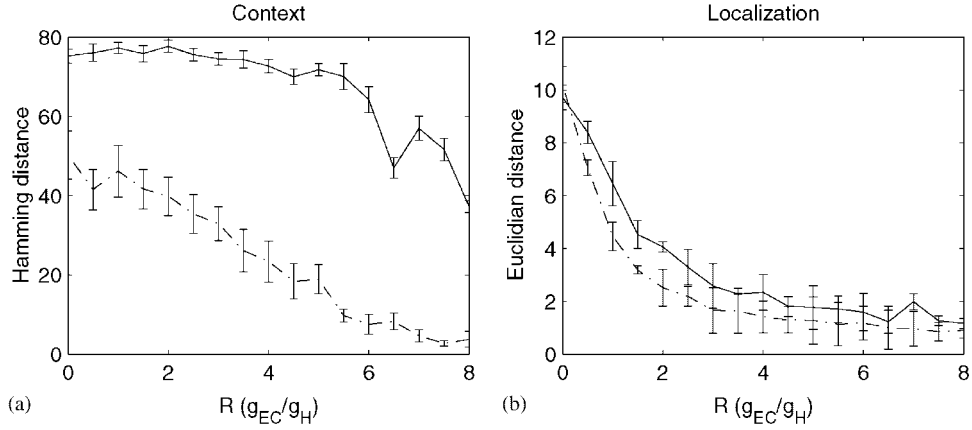 Context
80
60
40
20
0
Hamming distance
0 2 4 6 8
R (g_EC/g_H)
(a)
Localization
12
10
8
6
4
2
0
Euclidian distance
0 2 4 6 8
R (g_EC/g_H)
(b)